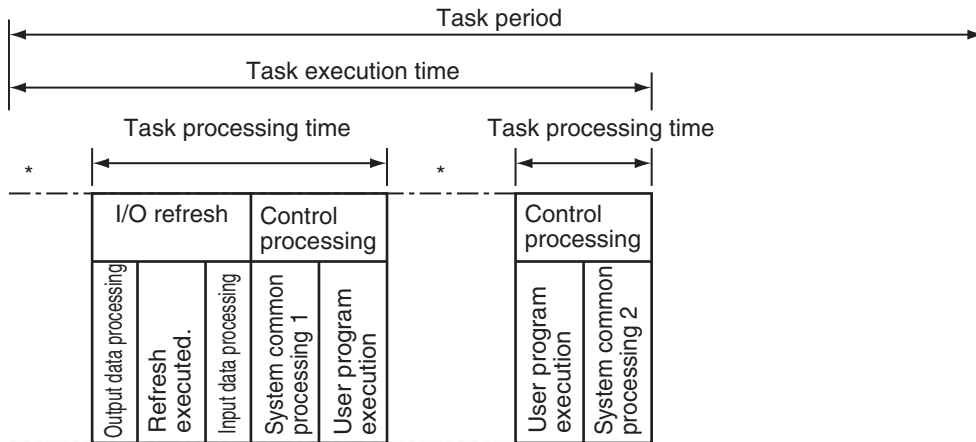 Task period
Task execution time
Task processing time
Task processing time
*
*
I/O refresh
Control
processing
Control
processing
Output data processing
Refresh
executed.
Input data processing
System common
processing 1
User program
execution
User program
execution
System common
processing 2